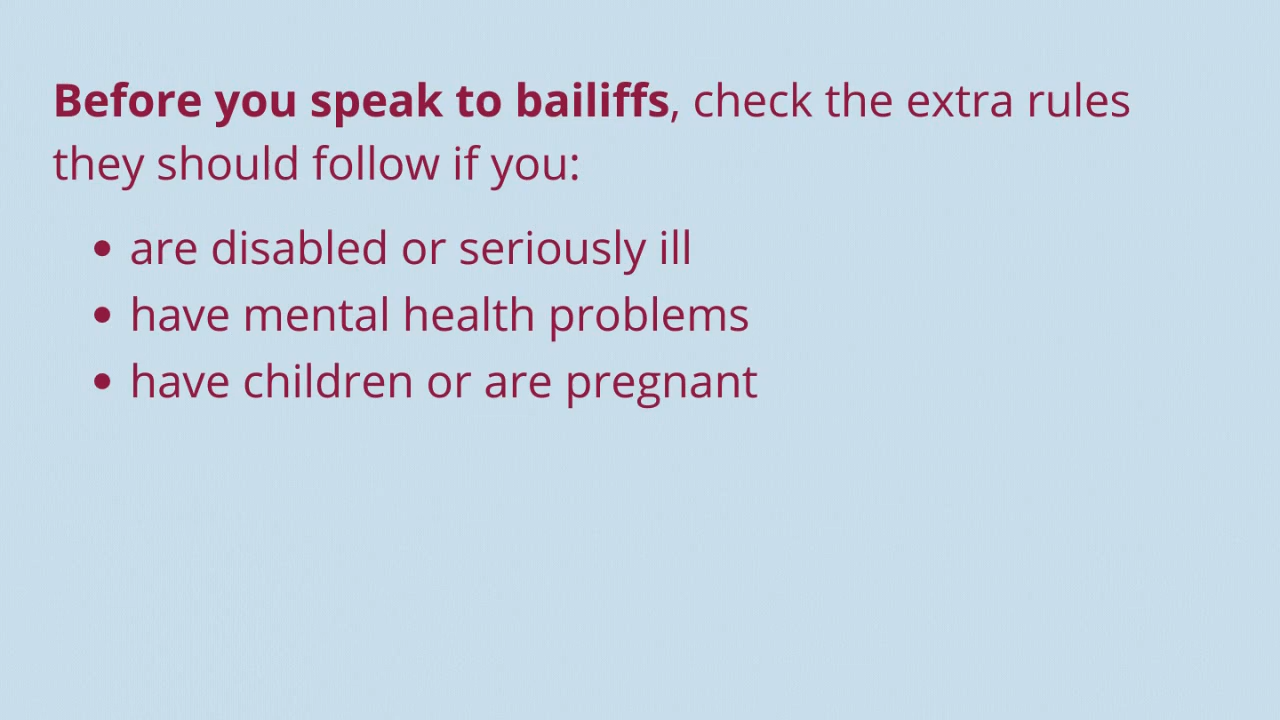 Before you speak to bailiffs, check the extra rules
they should follow if you:
• are disabled or seriously ill
• have mental health problems
• have children or are pregnant